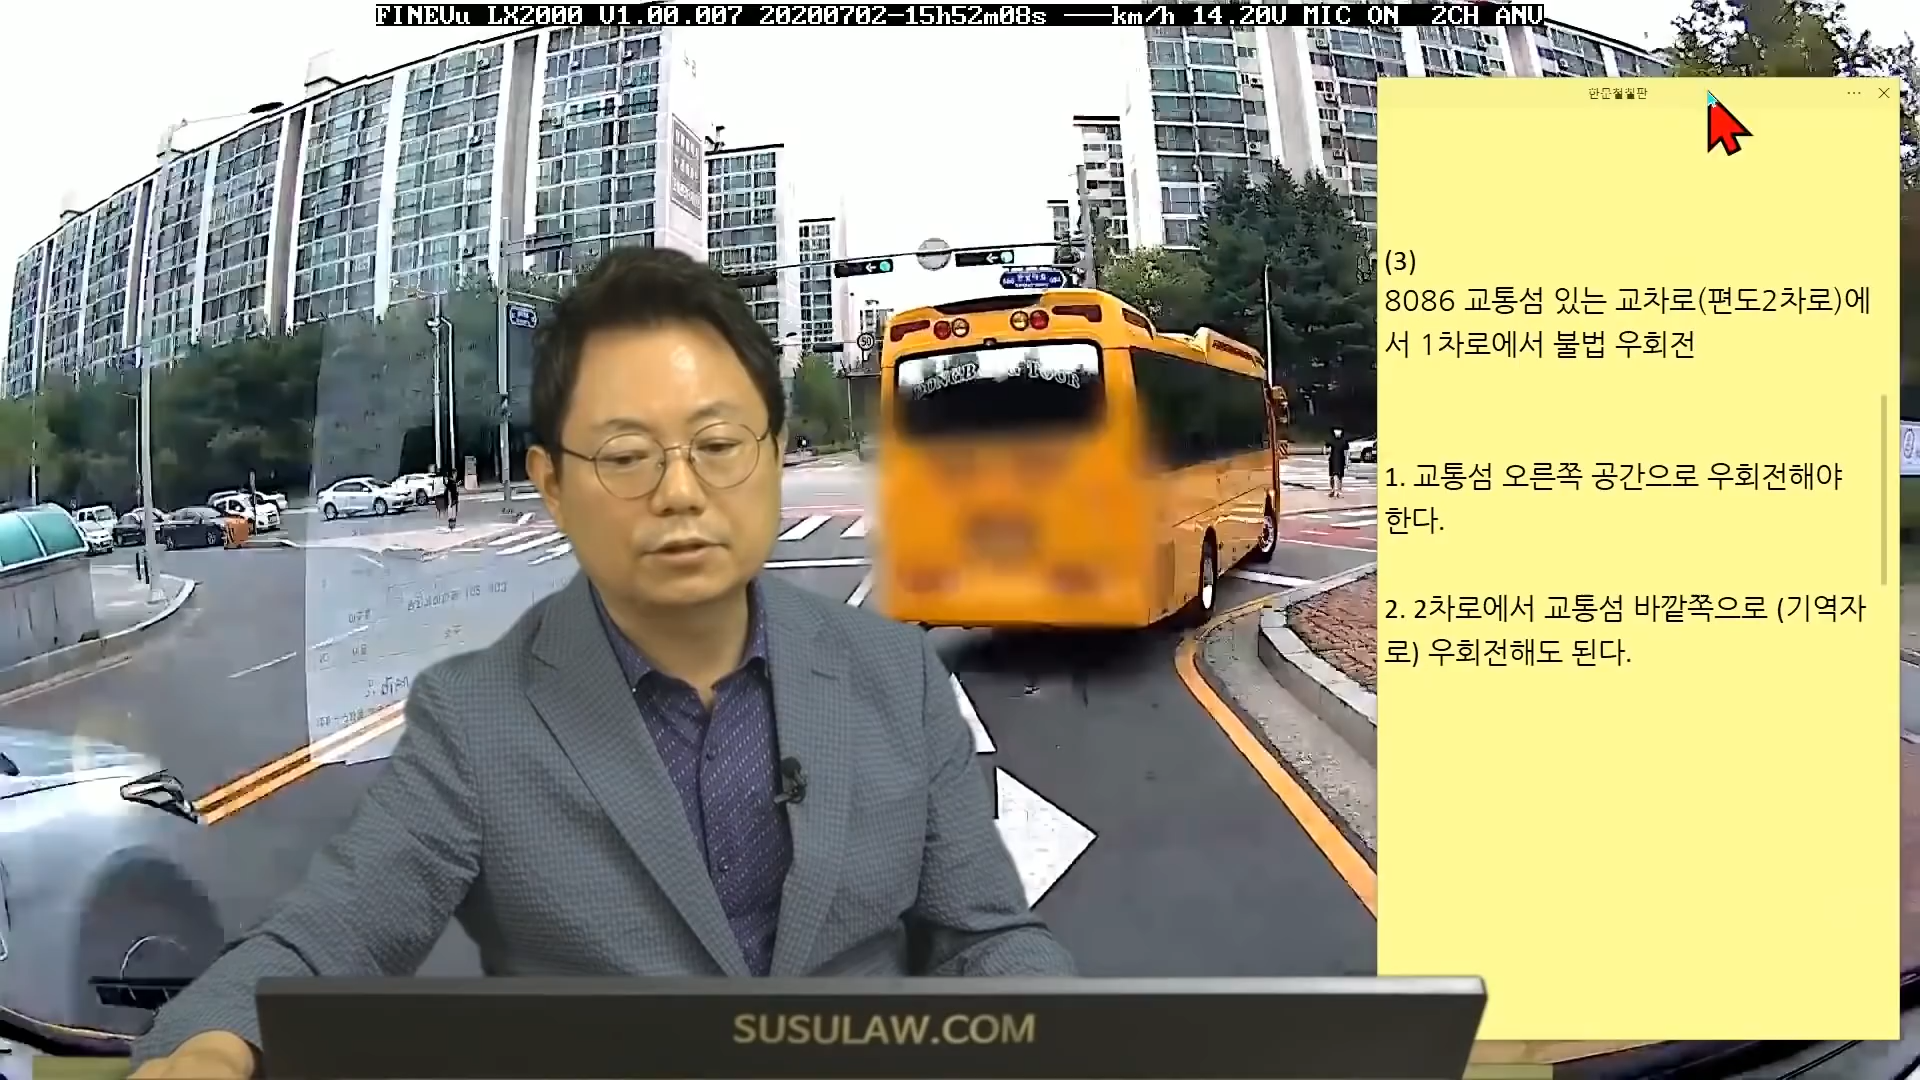 FINEVu LX2000 V1.00.007 20200702-15h52m08s ---km/h 14.20V MIC ON 2CH ANV
한문철칠판
(3)
8086 교통섬 있는 교차로(편도2차로)에
서 1차로에서 불법 우회전
1. 교통섬 오른쪽 공간으로 우회전해야
한다.
2. 2차로에서 교통섬 바깥쪽으로 (기역자
로) 우회전해도 된다.
50
TOUR
SUSULAW.COM